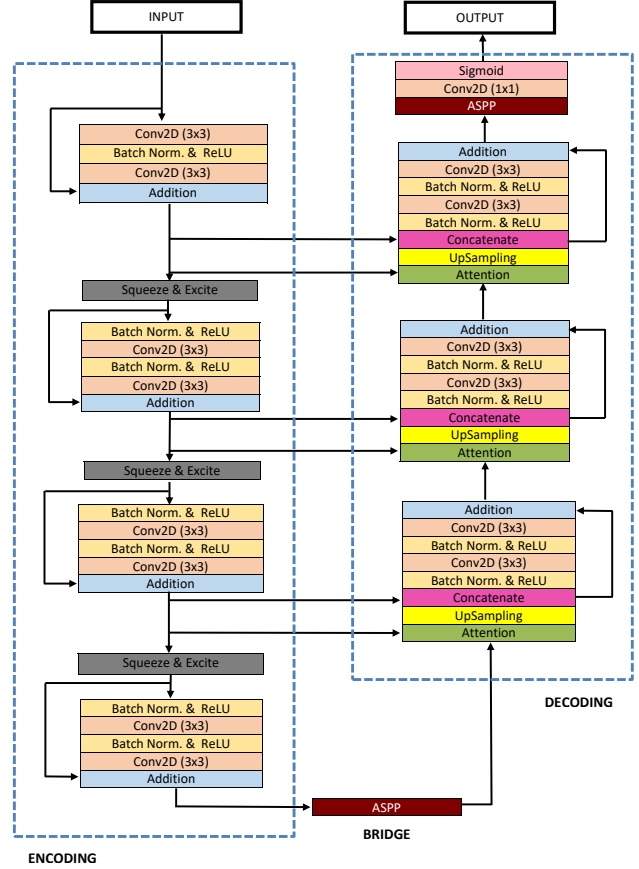 INPUT
Conv2D (3x3)
Batch Norm. & ReLU
Conv2D (3x3)
Addition
Squeeze & Excite
Batch Norm. & ReLU
Conv2D (3x3)
Batch Norm. & ReLU
Conv2D (3x3)
Addition
Squeeze & Excite
Batch Norm. & ReLU
Conv2D (3x3)
Batch Norm. & ReLU
Conv2D (3x3)
Addition
Squeeze & Excite
Batch Norm. & ReLU
Conv2D (3x3)
Batch Norm. & ReLU
Conv2D (3x3)
Addition
ENCODING
ASPP
BRIDGE
OUTPUT
Sigmoid
Conv2D (1x1)
ASPP
Addition
Conv2D (3x3)
Batch Norm. & ReLU
Conv2D (3x3)
Batch Norm. & ReLU
Concatenate
UpSampling
Attention
Addition
Conv2D (3x3)
Batch Norm. & ReLU
Conv2D (3x3)
Batch Norm. & ReLU
Concatenate
UpSampling
Attention
Addition
Conv2D (3x3)
Batch Norm. & ReLU
Conv2D (3x3)
Batch Norm. & ReLU
Concatenate
UpSampling
Attention
DECODING